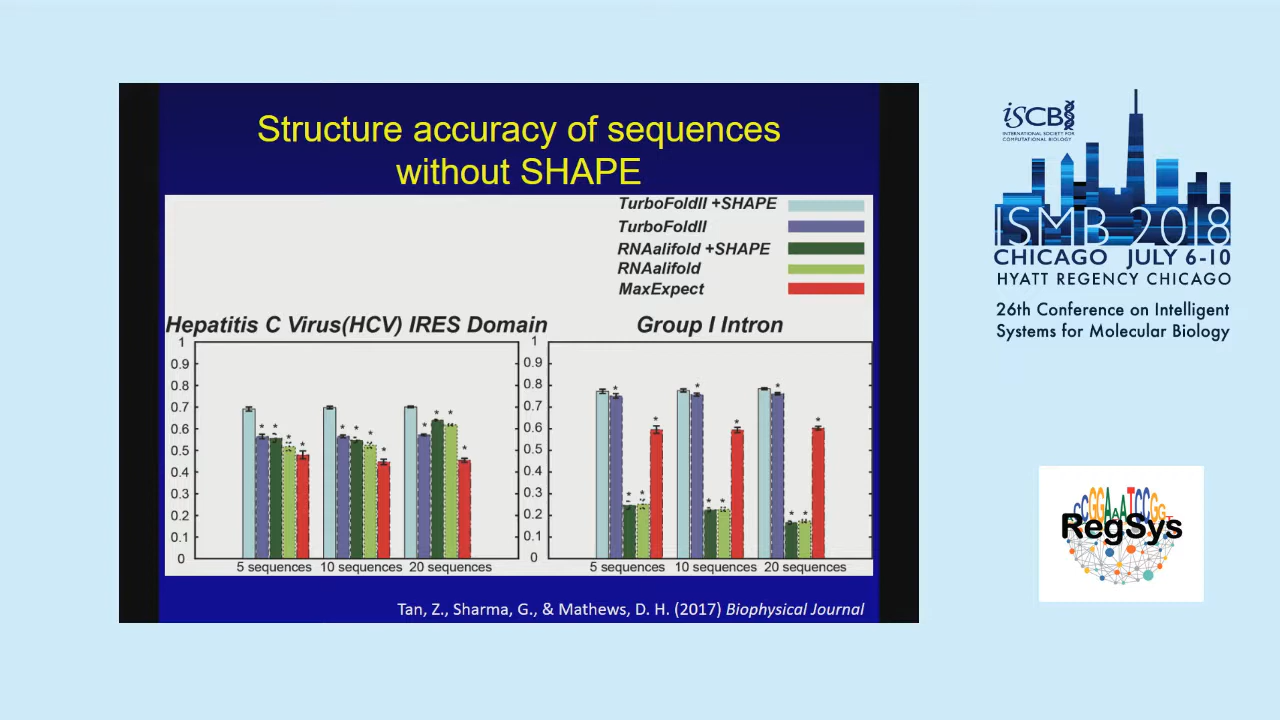 Structure accuracy of sequences
without SHAPE
TurboFoldII +SHAPE
TurboFoldII
RNAalifold +SHAPE
RNAalifold
MaxExpect
Hepatitis C Virus(HCV) IRES Domain
1
0.9
0.8
0.7
0.6
0.5
0.4
0.3
0.2
0.1
0
* * * * * * * * * * *
5 sequences 10 sequences 20 sequences
Group I Intron
1
0.9
0.8
0.7
0.6
0.5
0.4
0.3
0.2
0.1
0
* * * * * * * * * * * *
5 sequences 10 sequences 20 sequences
Tan, Z., Sharma, G., & Mathews, D. H. (2017) Biophysical Journal
iSCB
INTERNATIONAL SOCIETY FOR
COMPUTATIONAL BIOLOGY
ISMB 2018
CHICAGO JULY 6-10
HYATT REGENCY CHICAGO
26th Conference on Intelligent
Systems for Molecular Biology
RegSys